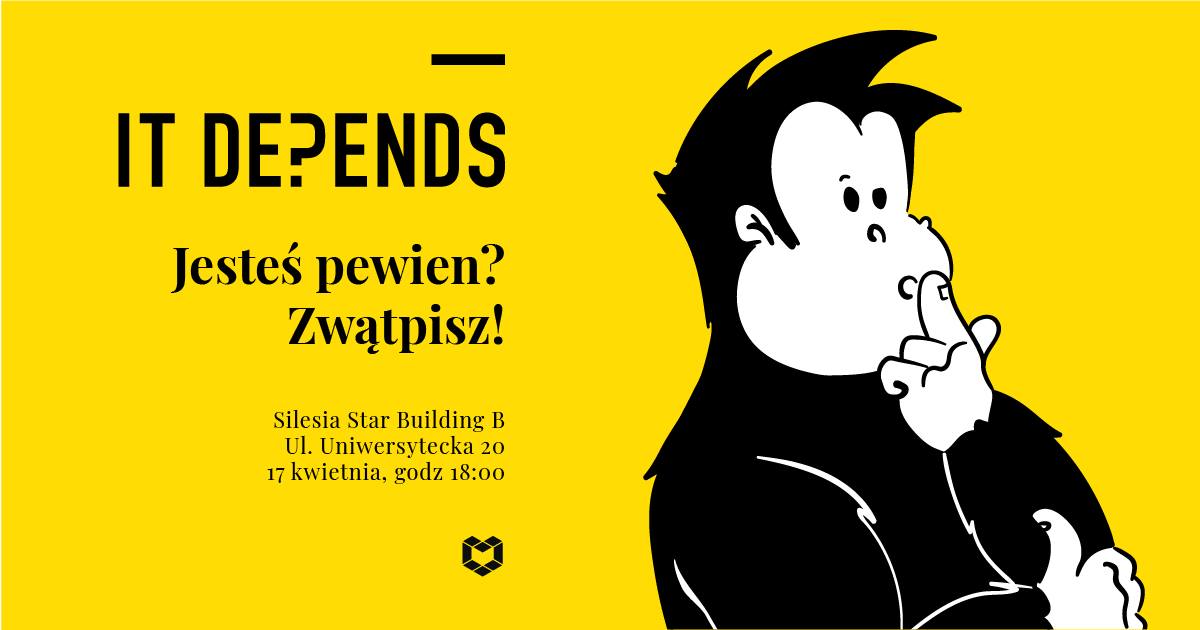 IT DE?ENDS
Jesteś pewien?
Zwątpisz!
Silesia Star Building B
Ul. Uniwersytecka 20
17 kwietnia, godz 18:00